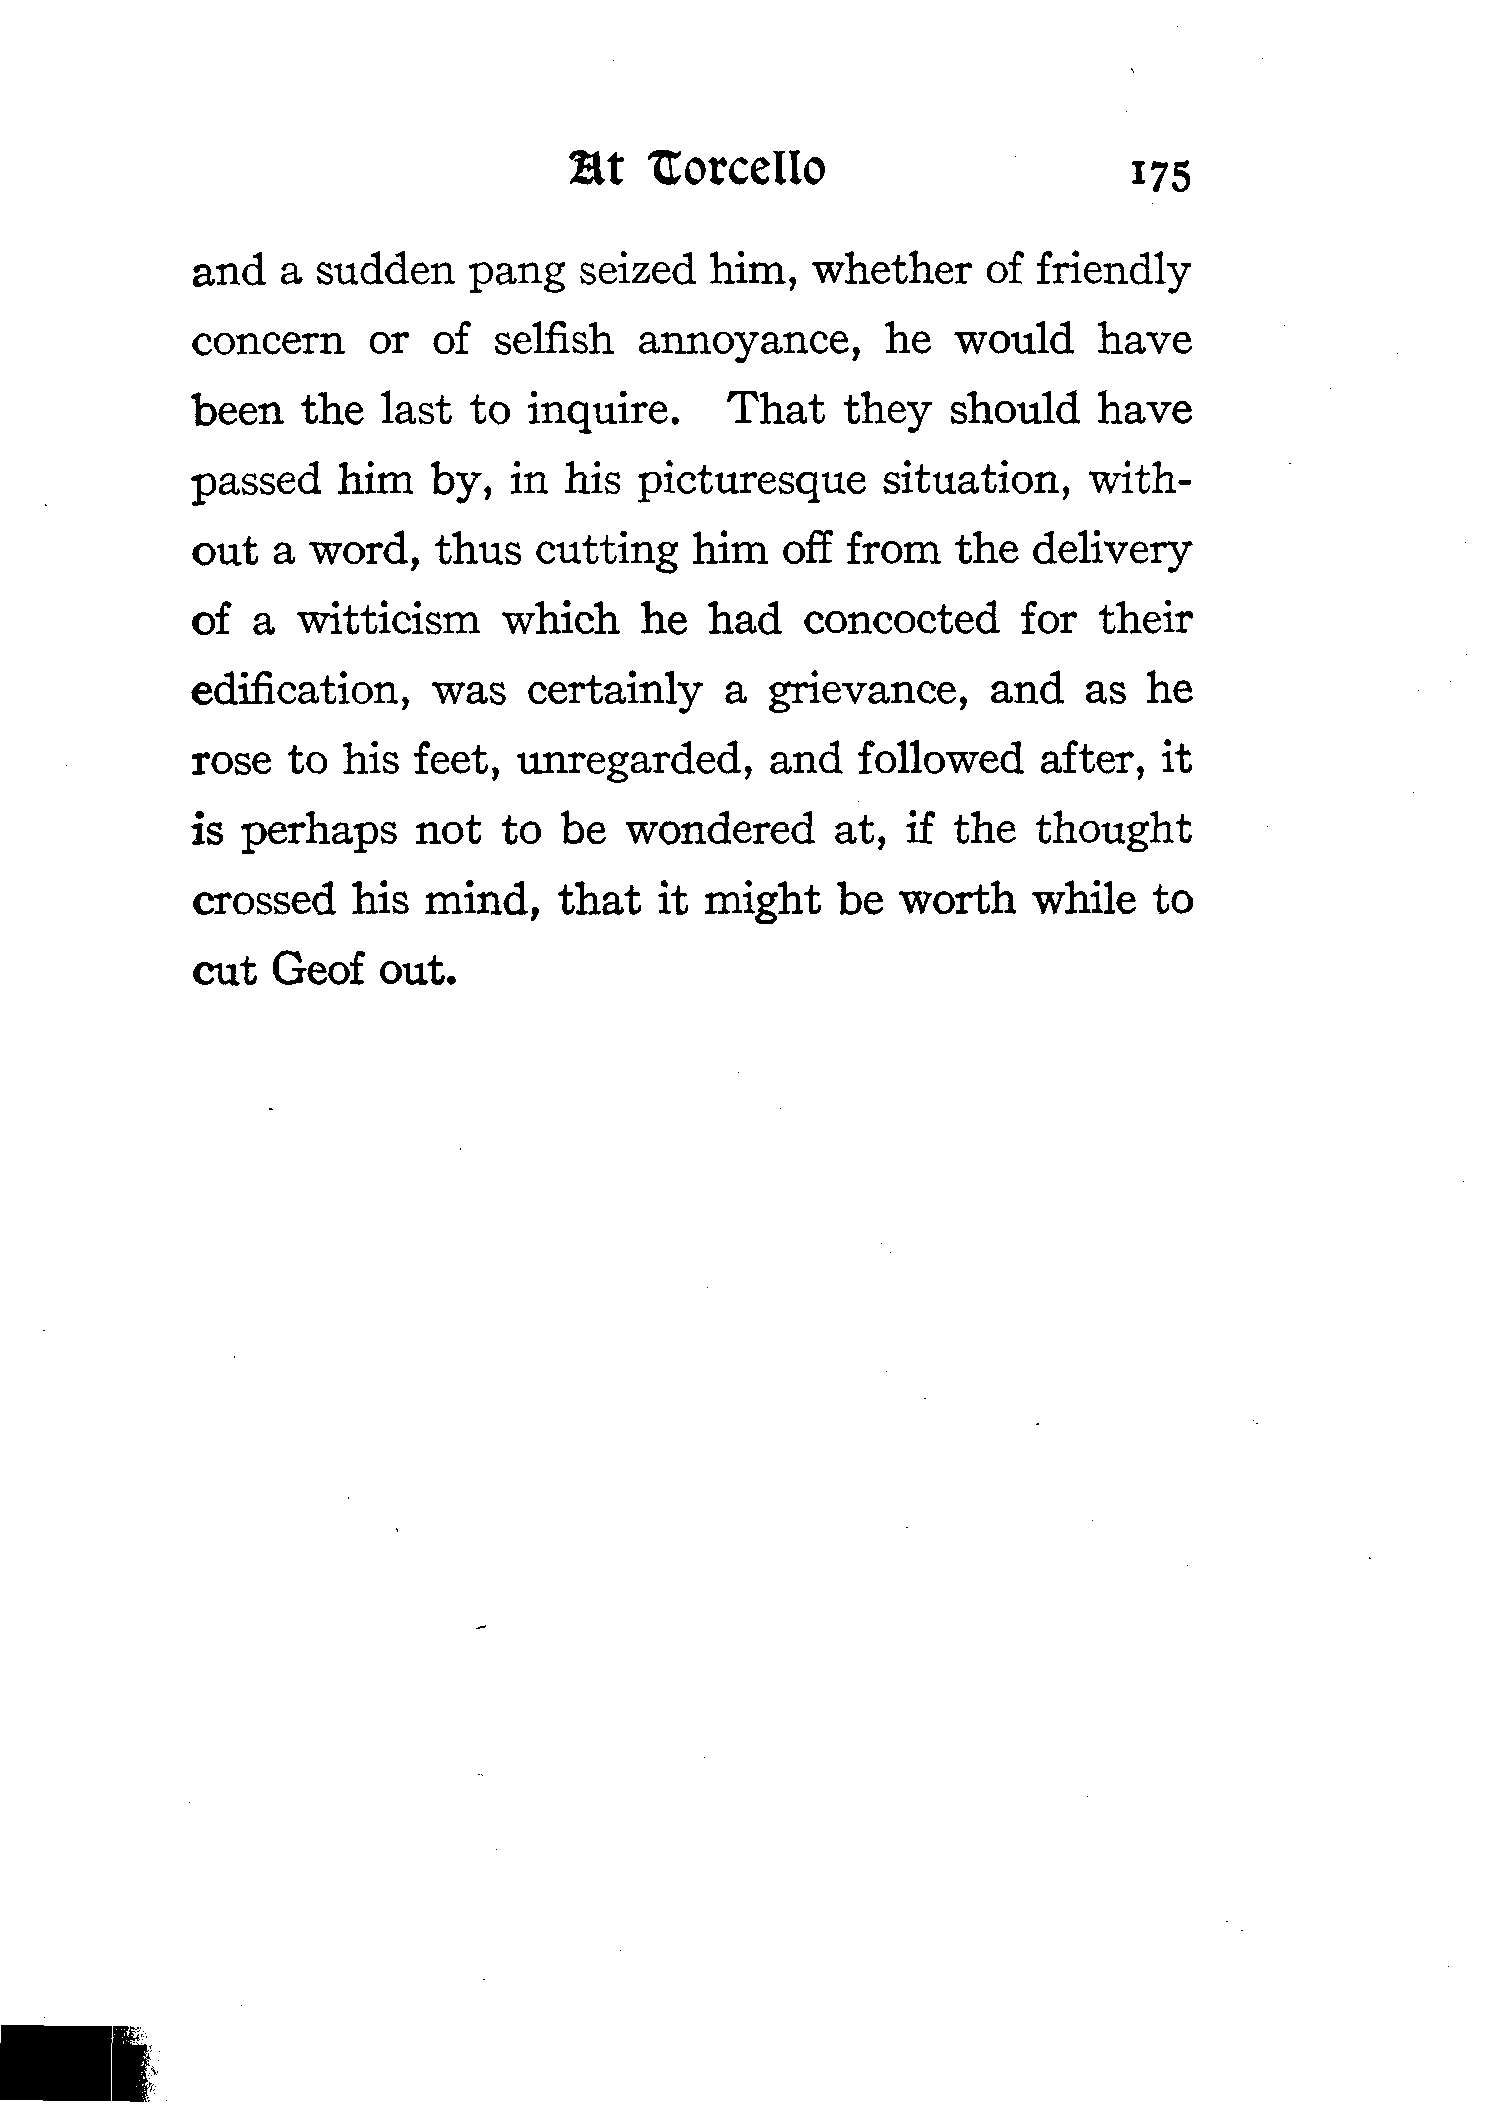 At Torcello 175
and a sudden pang seized him, whether of friendly
concern or of selfish annoyance, he would have
been the last to inquire. That they should have
passed him by, in his picturesque situation, with-
out a word, thus cutting him off from the delivery
of a witticism which he had concocted for their
edification, was certainly a grievance, and as he
rose to his feet, unregarded, and followed after, it
is perhaps not to be wondered at, if the thought
crossed his mind, that it might be worth while to
cut Geof out.